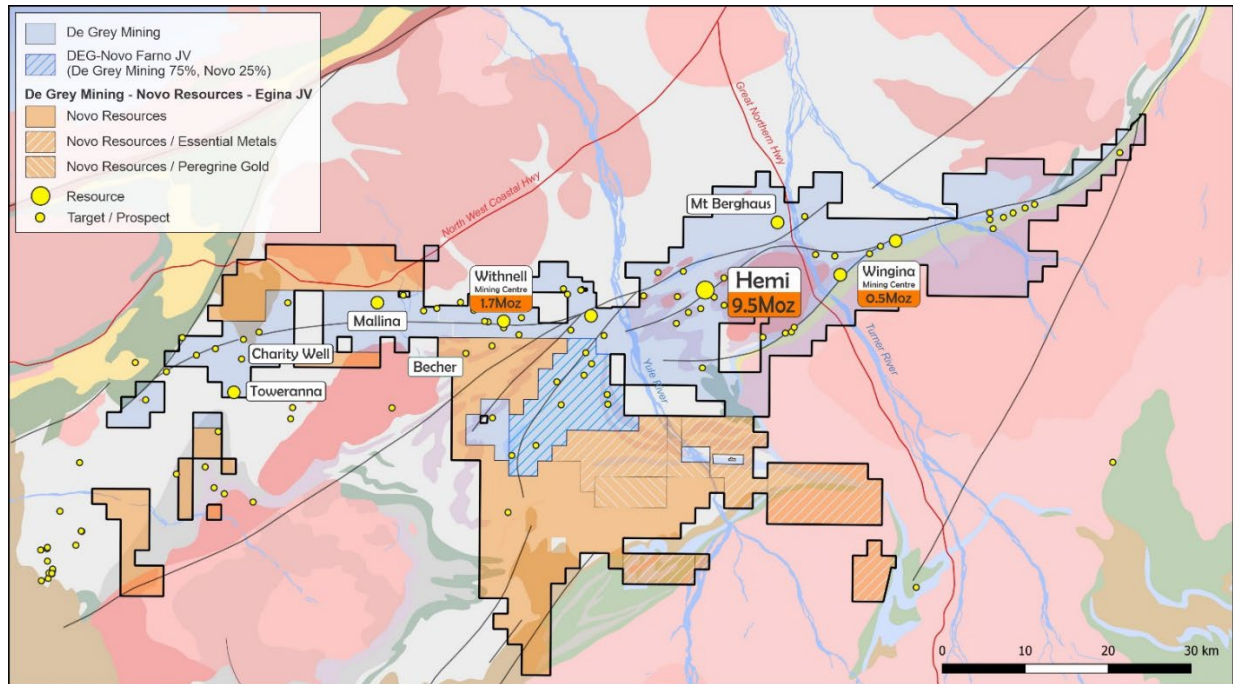 De Grey Mining
DEG-Novo Farno JV
(De Grey Mining 75%, Novo 25%)
De Grey Mining - Novo Resources - Egina JV
Novo Resources
Novo Resources / Essential Metals
Novo Resources / Peregrine Gold
Resource
Target / Prospect
North West Coastal Hwy
Great Northern Hwy
Mt Berghaus
Withnell
Mining Centre
1.7Moz
Hemi
9.5Moz
Wingina
Mining Centre
0.5Moz
Mallina
Charity Well
Becher
Toweranna
Yule River
Turner River
0 10 20 30 km